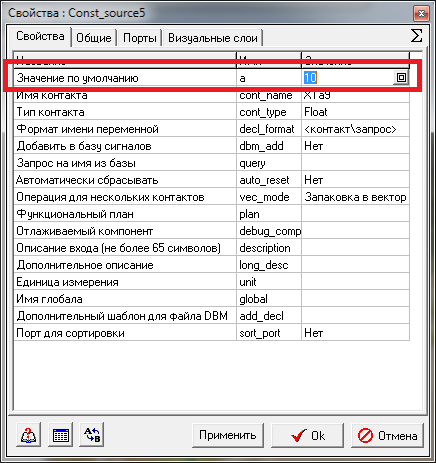 Свойства : Const_source5
Свойства Общие Порты Визуальные слои Σ
Название Имя Значение
Значение по умолчанию a 10
Имя контакта cont_name XTa9
Тип контакта cont_type Float
Формат имени переменной decl_format <контакт\запрос>
Добавить в базу сигналов dbm_add Нет
Запрос на имя из базы query
Автоматически сбрасывать auto_reset Нет
Операция для нескольких контактов vec_mode Запаковка в вектор
Функциональный план plan
Отлаживаемый компонент debug_comp
Описание входа (не более 65 символов) description
Дополнительное описание long_desc
Единица измерения unit
Имя глобала global
Дополнительный шаблон для файла DBM add_decl
Порт для сортировки sort_port Нет
Применить Ok Отмена